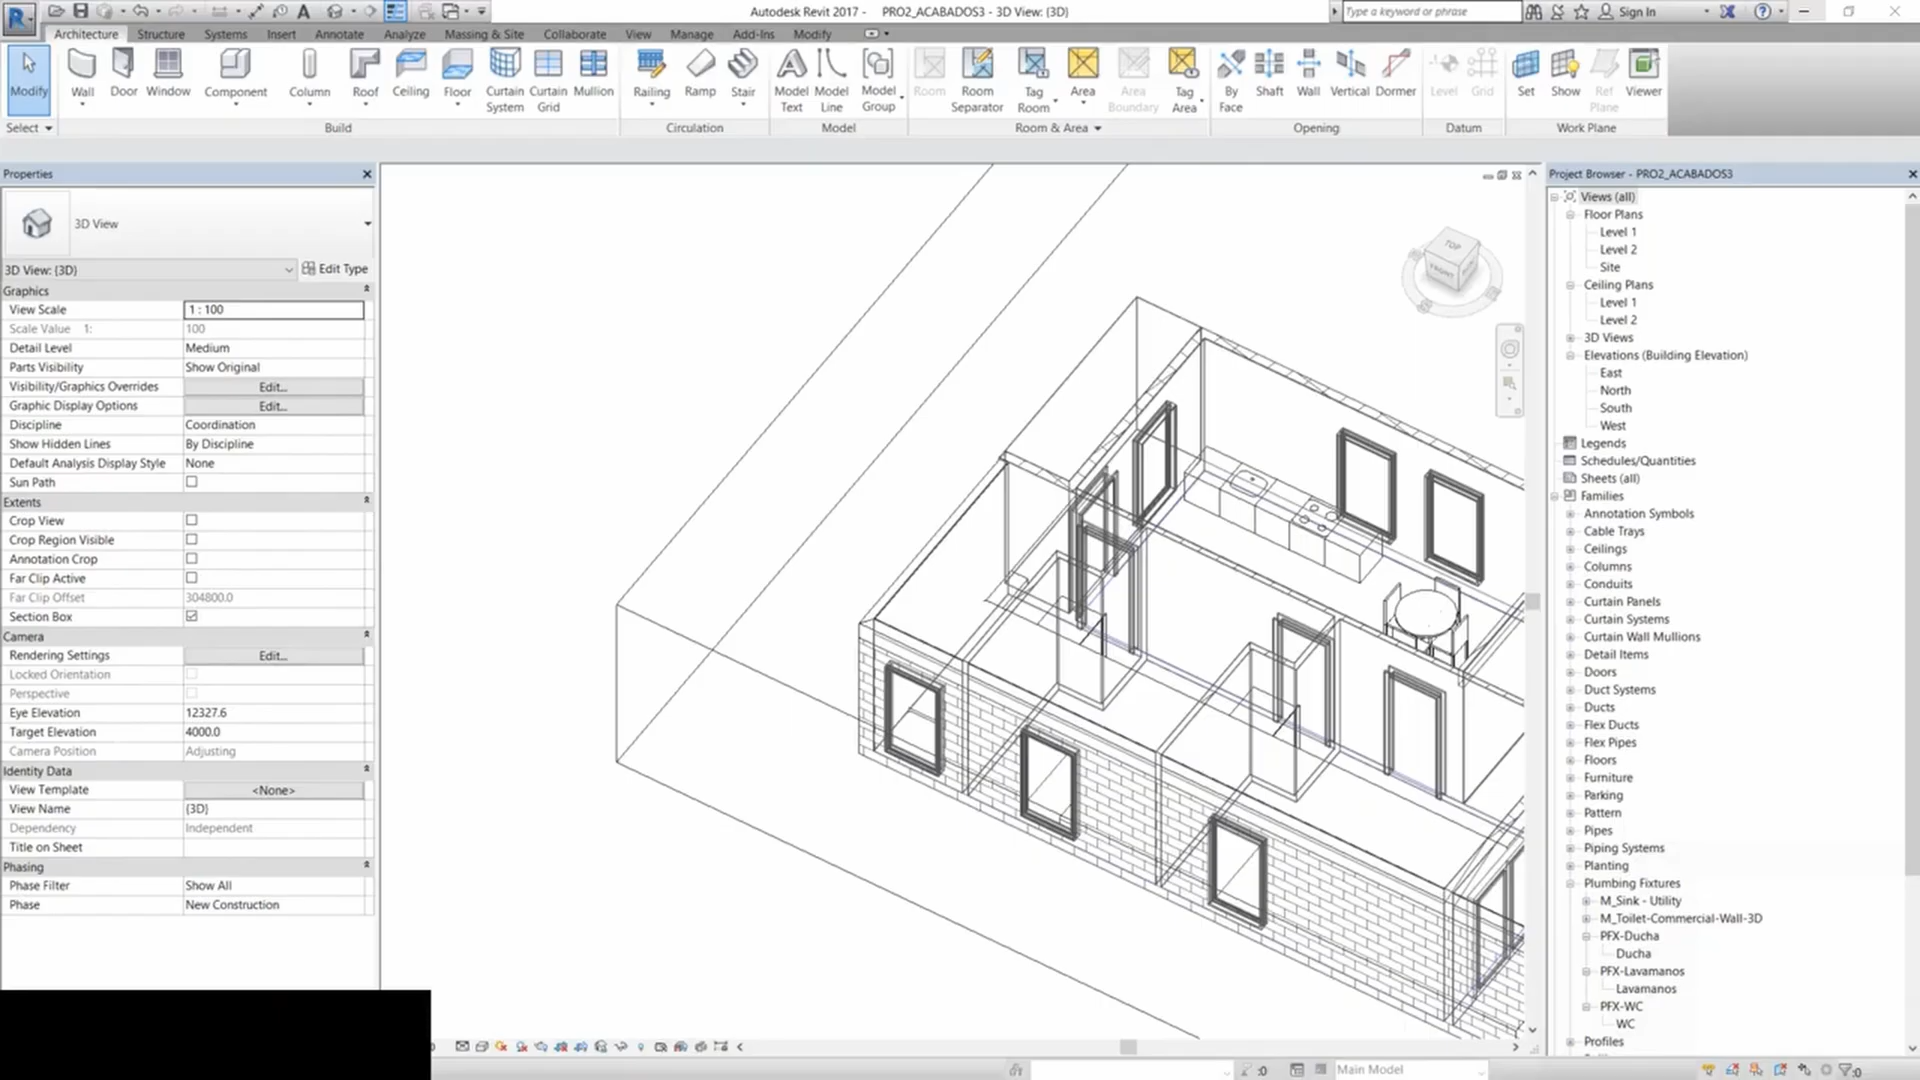 Autodesk Revit 2017 - PRO2_ACABADOS3 - 3D View: {3D}
Type a keyword or phrase
Sign In
Architecture Structure Systems Insert Annotate Analyze Massing & Site Collaborate View Manage Add-Ins Modify
Modify
Wall
Door
Window
Component
Column
Roof
Ceiling
Floor
Curtain System
Curtain Grid
Mullion
Railing
Ramp
Stair
Model Text
Model Line
Model Group
Room
Room Separator
Tag Room
Area
Area Boundary
Tag Area
By Face
Shaft
Wall
Vertical
Dormer
Level
Grid
Set
Show
Ref Plane
Viewer
Select
Build
Circulation
Model
Room & Area
Opening
Datum
Work Plane
Properties
3D View
3D View: {3D}
Edit Type
Graphics
View Scale 1 : 100
Scale Value 1: 100
Detail Level Medium
Parts Visibility Show Original
Visibility/Graphics Overrides Edit...
Graphic Display Options Edit...
Discipline Coordination
Show Hidden Lines By Discipline
Default Analysis Display Style None
Sun Path
Extents
Crop View
Crop Region Visible
Annotation Crop
Far Clip Active
Far Clip Offset 304800.0
Section Box
Camera
Rendering Settings Edit...
Locked Orientation
Perspective
Eye Elevation 12327.6
Target Elevation 4000.0
Camera Position Adjusting
Identity Data
View Template <None>
View Name {3D}
Dependency Independent
Title on Sheet
Phasing
Phase Filter Show All
Phase New Construction
TOP
FRONT
Project Browser - PRO2_ACABADOS3
Views (all)
Floor Plans
Level 1
Level 2
Site
Ceiling Plans
Level 1
Level 2
3D Views
Elevations (Building Elevation)
East
North
South
West
Legends
Schedules/Quantities
Sheets (all)
Families
Annotation Symbols
Cable Trays
Ceilings
Columns
Conduits
Curtain Panels
Curtain Systems
Curtain Wall Mullions
Detail Items
Doors
Duct Systems
Ducts
Flex Ducts
Flex Pipes
Floors
Furniture
Parking
Pattern
Pipes
Piping Systems
Planting
Plumbing Fixtures
M_Sink - Utility
M_Toilet-Commercial-Wall-3D
PFX-Ducha
Ducha
PFX-Lavamanos
Lavamanos
PFX-WC
WC
Profiles
:0
Main Model
:0